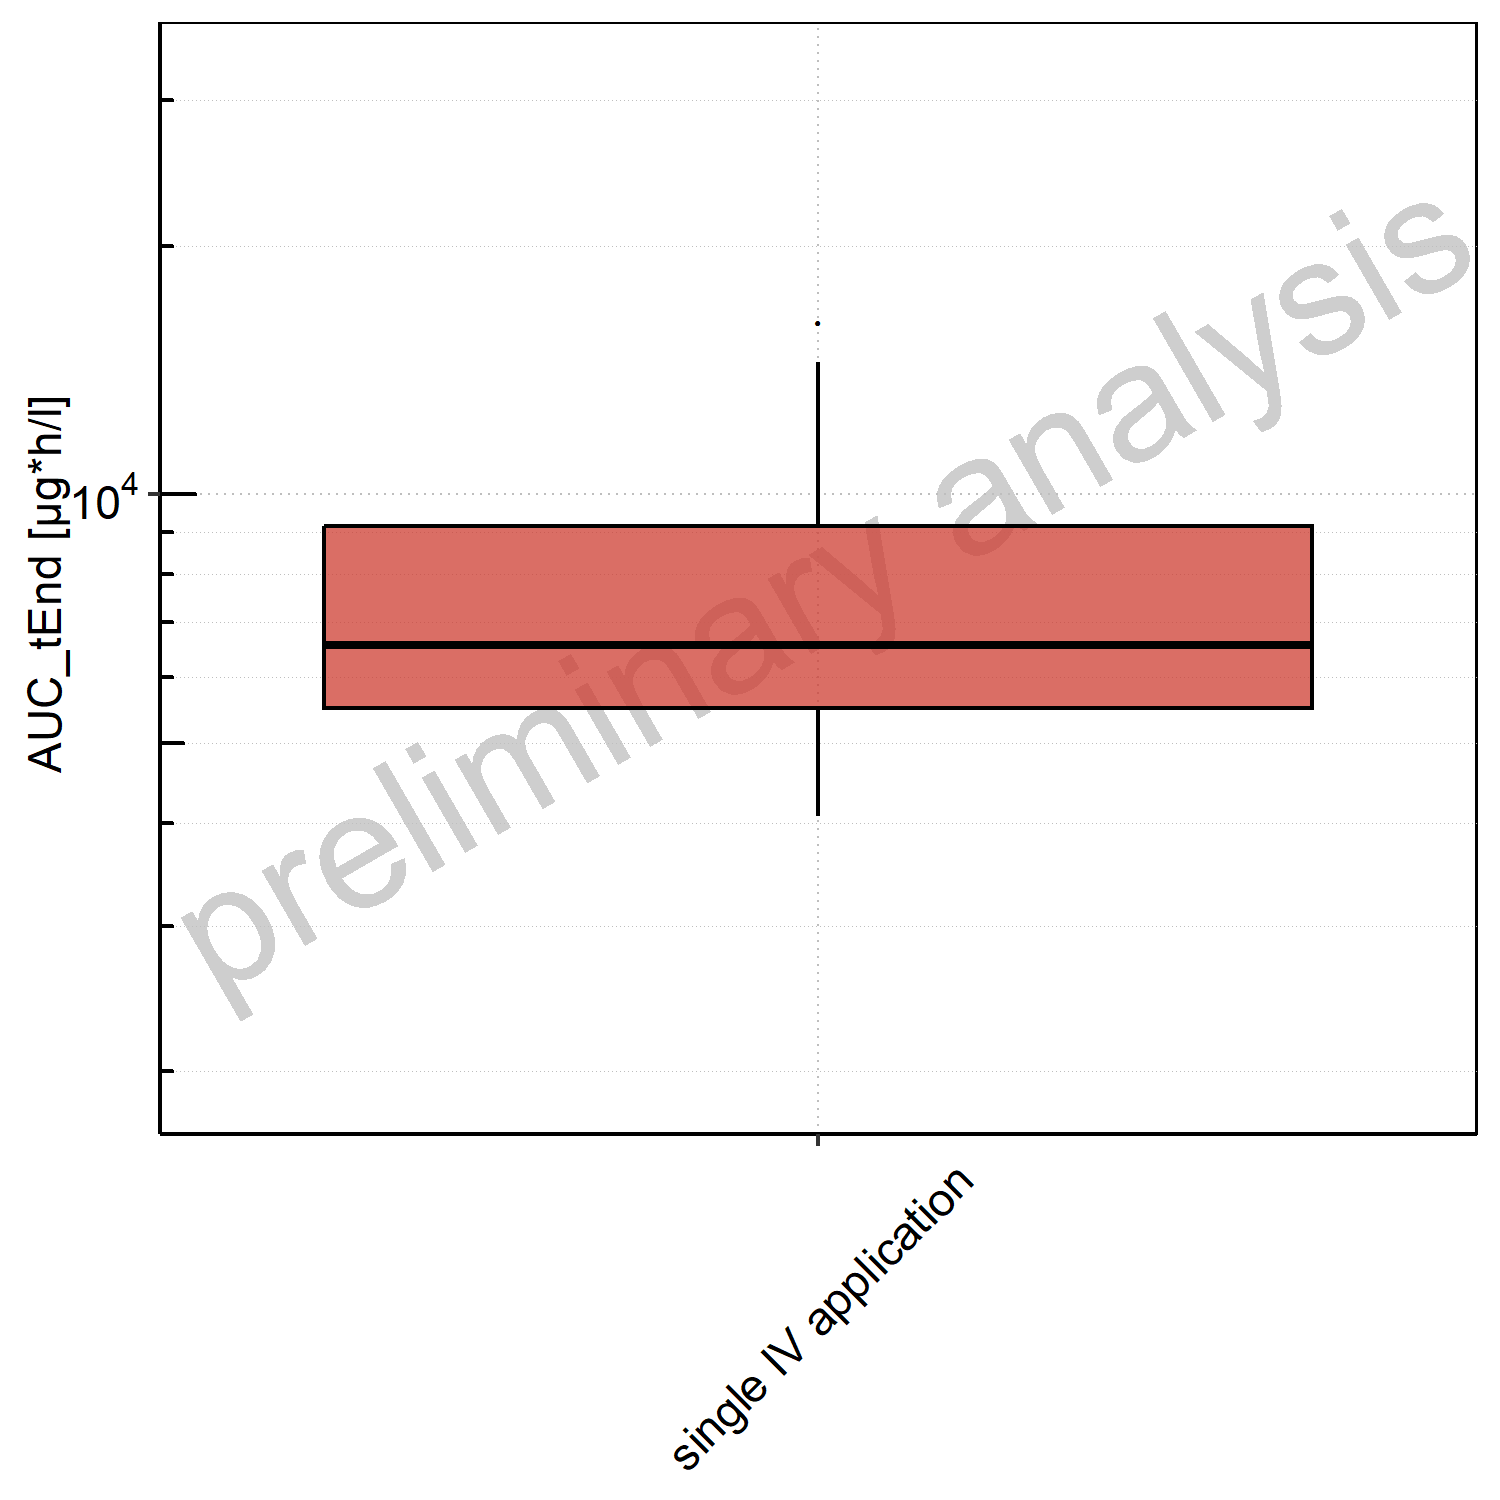 AUC_tEnd [µg*h/l]
10⁴
preliminary analysis
single IV application